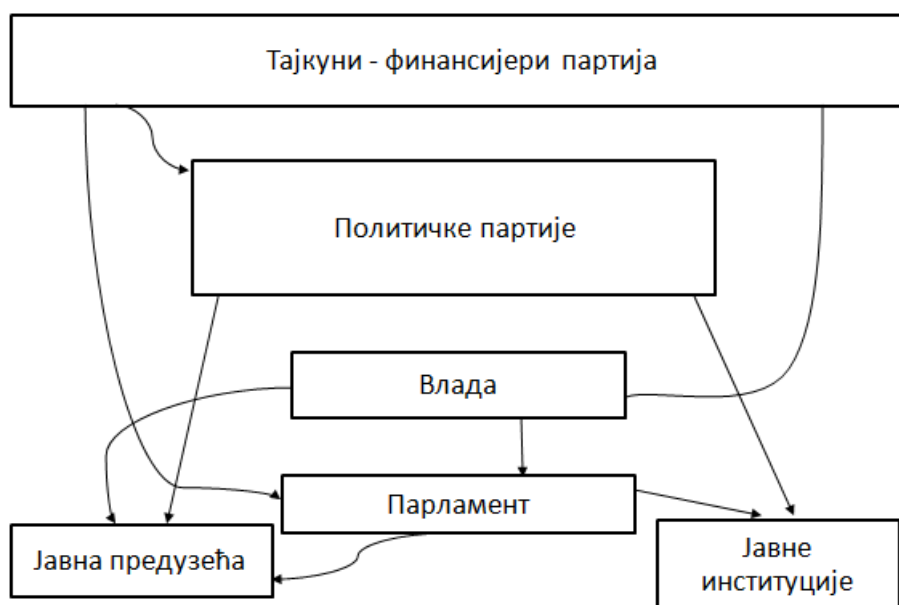 Тајкуни - финансијери партија
Политичке партије
Влада
Парламент
Јавна предузећа
Јавне
институције